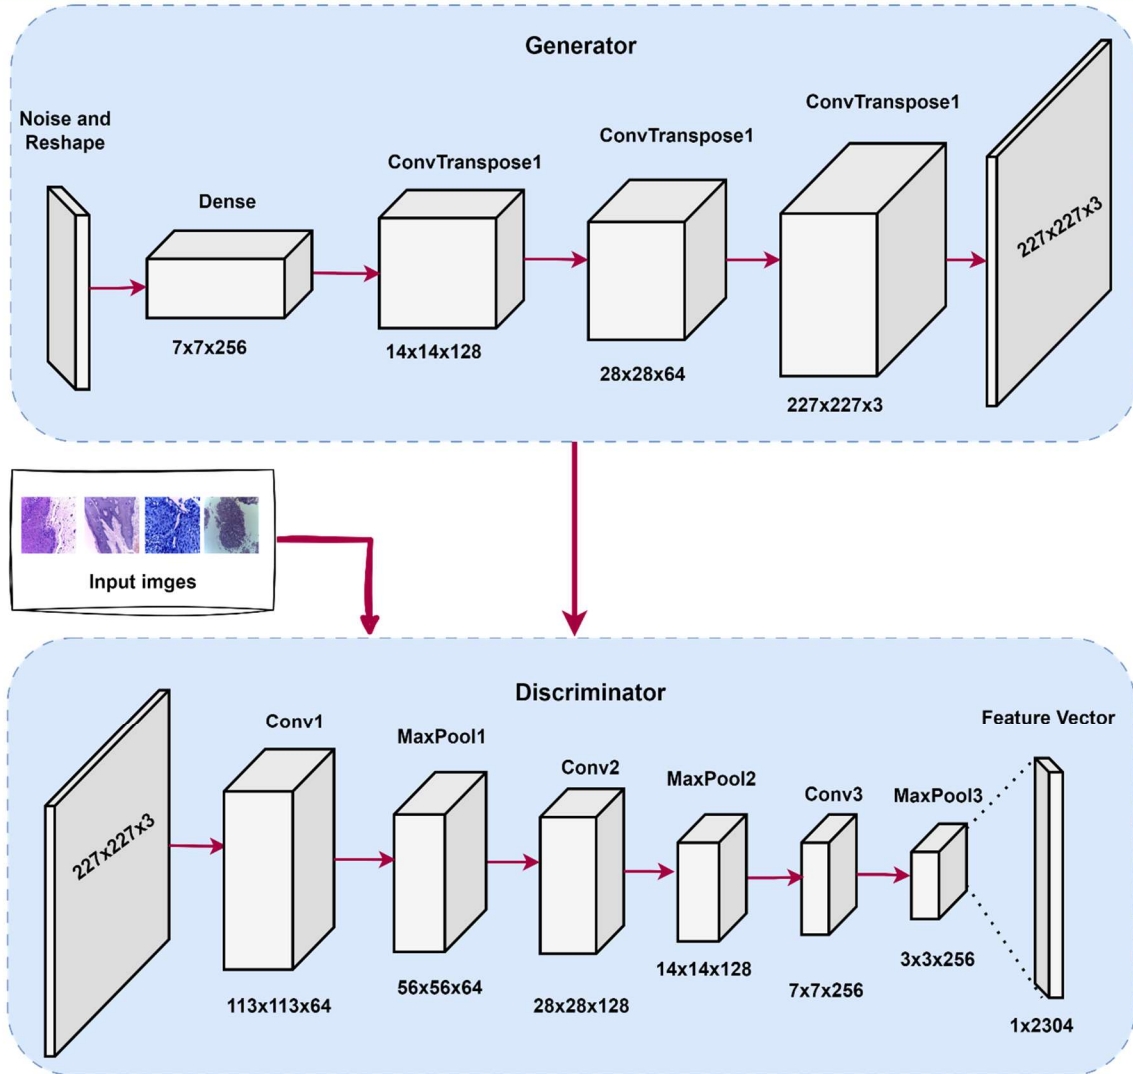 Generator
Noise and
Reshape
Dense
7x7x256
ConvTranspose1
14x14x128
ConvTranspose1
28x28x64
ConvTranspose1
227x227x3
227x227x3
Input imges
Discriminator
227x227x3
Conv1
113x113x64
MaxPool1
56x56x64
Conv2
28x28x128
MaxPool2
14x14x128
Conv3
7x7x256
MaxPool3
3x3x256
Feature Vector
1x2304